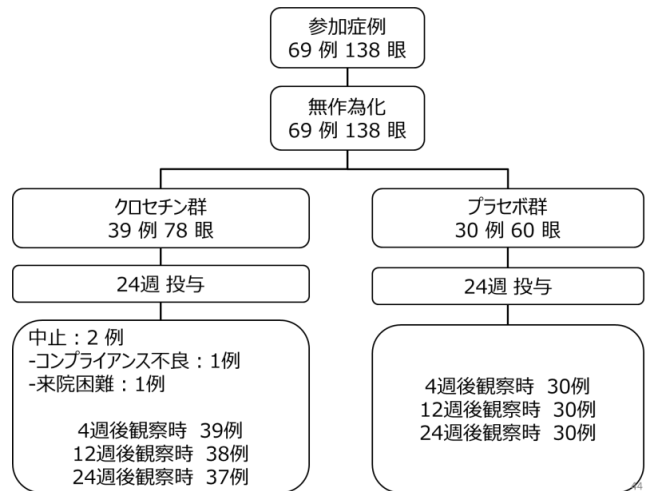 参加症例
69 例 138 眼
無作為化
69 例 138 眼
クロセチン群
39 例 78 眼
24週 投与
中止：2 例
-コンプライアンス不良：1例
-来院困難：1例
4週後観察時 39例
12週後観察時 38例
24週後観察時 37例
プラセボ群
30 例 60 眼
24週 投与
4週後観察時 30例
12週後観察時 30例
24週後観察時 30例
44